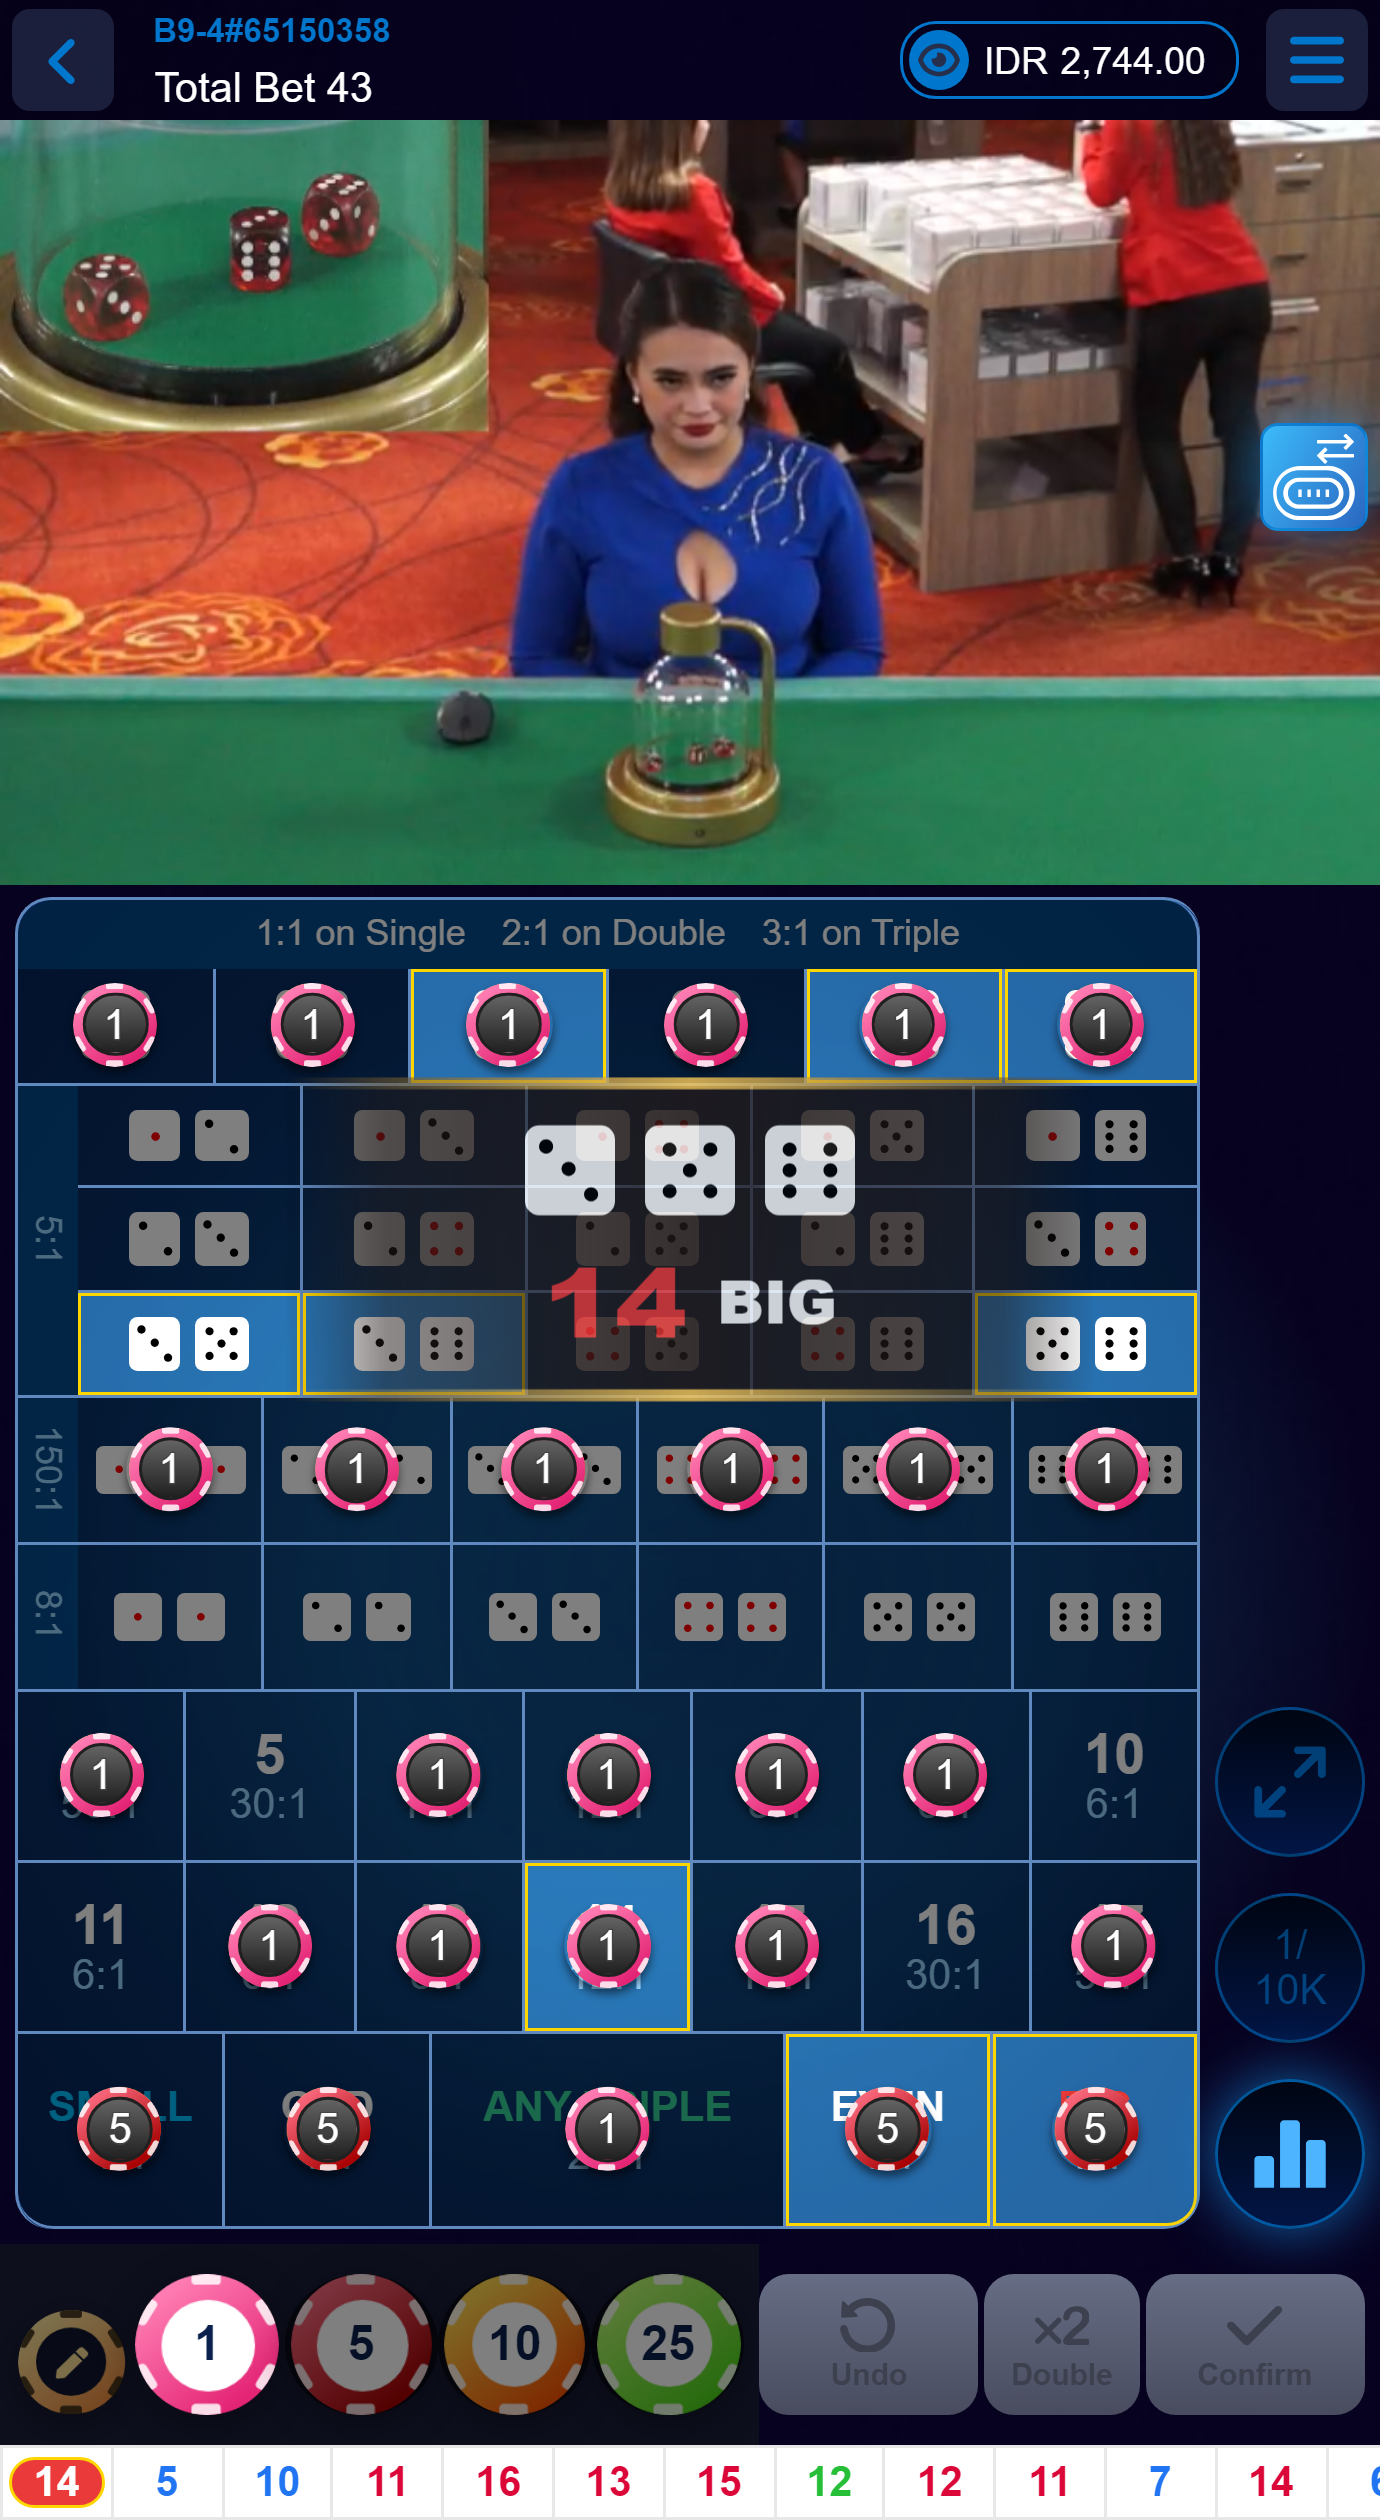 B9-4#65150358
Total Bet 43
IDR 2,744.00
1:1 on Single 2:1 on Double 3:1 on Triple
1 1 1 1 1 1
5:1
14 BIG
150:1
1 1 1 1 1 1
8:1
1 5 1 1 1 1 10
30:1 6:1
11 1 1 1 1 16 1
6:1 30:1
1/
10K
5 5 1 5 5
1 5 10 25
Undo x2 Double Confirm
14 5 10 11 16 13 15 12 12 11 7 14